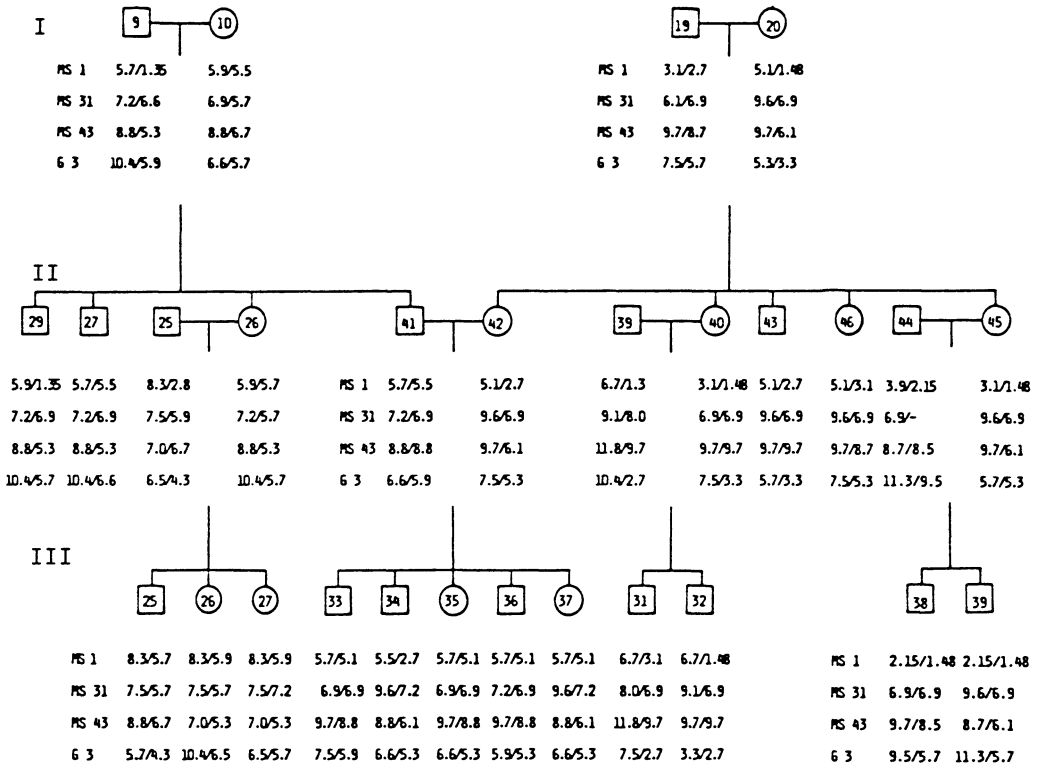 I 9 10 19 20
MS 1 5.7/1.35 5.9/5.5 MS 1 3.1/2.7 5.1/1.48
MS 31 7.2/6.6 6.9/5.7 MS 31 6.1/6.9 9.6/6.9
MS 43 8.8/5.3 8.8/6.7 MS 43 9.7/8.7 9.7/6.1
G 3 10.4/5.9 6.6/5.7 G 3 7.5/5.7 5.3/3.3
II
29 27 25 26 41 42 39 40 43 46 44 45
5.9/1.35 5.7/5.5 8.3/2.8 5.9/5.7 MS 1 5.7/5.5 5.1/2.7 6.7/1.3 3.1/1.48 5.1/2.7 5.1/3.1 3.9/2.15 3.1/1.48
7.2/6.9 7.2/6.9 7.5/5.9 7.2/5.7 MS 31 7.2/6.9 9.6/6.9 9.1/8.0 6.9/6.9 9.6/6.9 9.6/6.9 6.9/- 9.6/6.9
8.8/5.3 8.8/5.3 7.0/6.7 8.8/5.3 MS 43 8.8/8.8 9.7/6.1 11.8/9.7 9.7/9.7 9.7/9.7 9.7/8.7 8.7/8.5 9.7/6.1
10.4/5.7 10.4/6.6 6.5/4.3 10.4/5.7 G 3 6.6/5.9 7.5/5.3 10.4/2.7 7.5/3.3 5.7/3.3 7.5/5.3 11.3/9.5 5.7/5.3
III
25 26 27 33 34 35 36 37 31 32 38 39
MS 1 8.3/5.7 8.3/5.9 8.3/5.9 5.7/5.1 5.5/2.7 5.7/5.1 5.7/5.1 5.7/5.1 6.7/3.1 6.7/1.48 MS 1 2.15/1.48 2.15/1.48
MS 31 7.5/5.7 7.5/5.7 7.5/7.2 6.9/6.9 9.6/7.2 6.9/6.9 7.2/6.9 9.6/7.2 8.0/6.9 9.1/6.9 MS 31 6.9/6.9 9.6/6.9
MS 43 8.8/6.7 7.0/5.3 7.0/5.3 9.7/8.8 8.8/6.1 9.7/8.8 9.7/8.8 8.8/6.1 11.8/9.7 9.7/9.7 MS 43 9.7/8.5 8.7/6.1
G 3 5.7/4.3 10.4/6.5 6.5/5.7 7.5/5.9 6.6/5.3 6.6/5.3 5.9/5.3 6.6/5.3 7.5/2.7 3.3/2.7 G 3 9.5/5.7 11.3/5.7